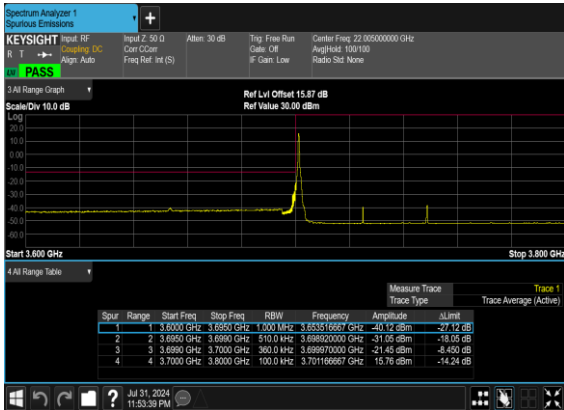 Spectrum Analyzer 1
Spurious Emissions
KEYSIGHT Input: RF Input Z: 50 Ω Atten: 30 dB Trig: Free Run Center Freq: 22.005000000 GHz
R T Coupling: DC Corr CCorr Gate: Off Avg|Hold: 100/100
Align: Auto Freq Ref: Int (S) IF Gain: Low Radio Std: None
LW PASS
3 All Range Graph
Ref Lvl Offset 15.87 dB
Scale/Div 10.0 dB Ref Value 30.00 dBm
Log
20.0
10.0
0.00
-10.0
-20.0
-30.0
-40.0
-50.0
-60.0
Start 3.600 GHz Stop 3.800 GHz
4 All Range Table
Measure Trace Trace 1
Trace Type Trace Average (Active)
Spur Range Start Freq Stop Freq RBW Frequency Amplitude ΔLimit
1 1 3.6000 GHz 3.6950 GHz 1.000 MHz 3.653516667 GHz -40.12 dBm -27.12 dB
2 2 3.6950 GHz 3.6990 GHz 510.0 kHz 3.698920000 GHz -31.05 dBm -18.05 dB
3 3 3.6990 GHz 3.7000 GHz 360.0 kHz 3.699970000 GHz -21.45 dBm -8.450 dB
4 4 3.7000 GHz 3.8000 GHz 100.0 kHz 3.701166667 GHz 15.76 dBm -14.24 dB
Jul 31, 2024
11:53:39 PM